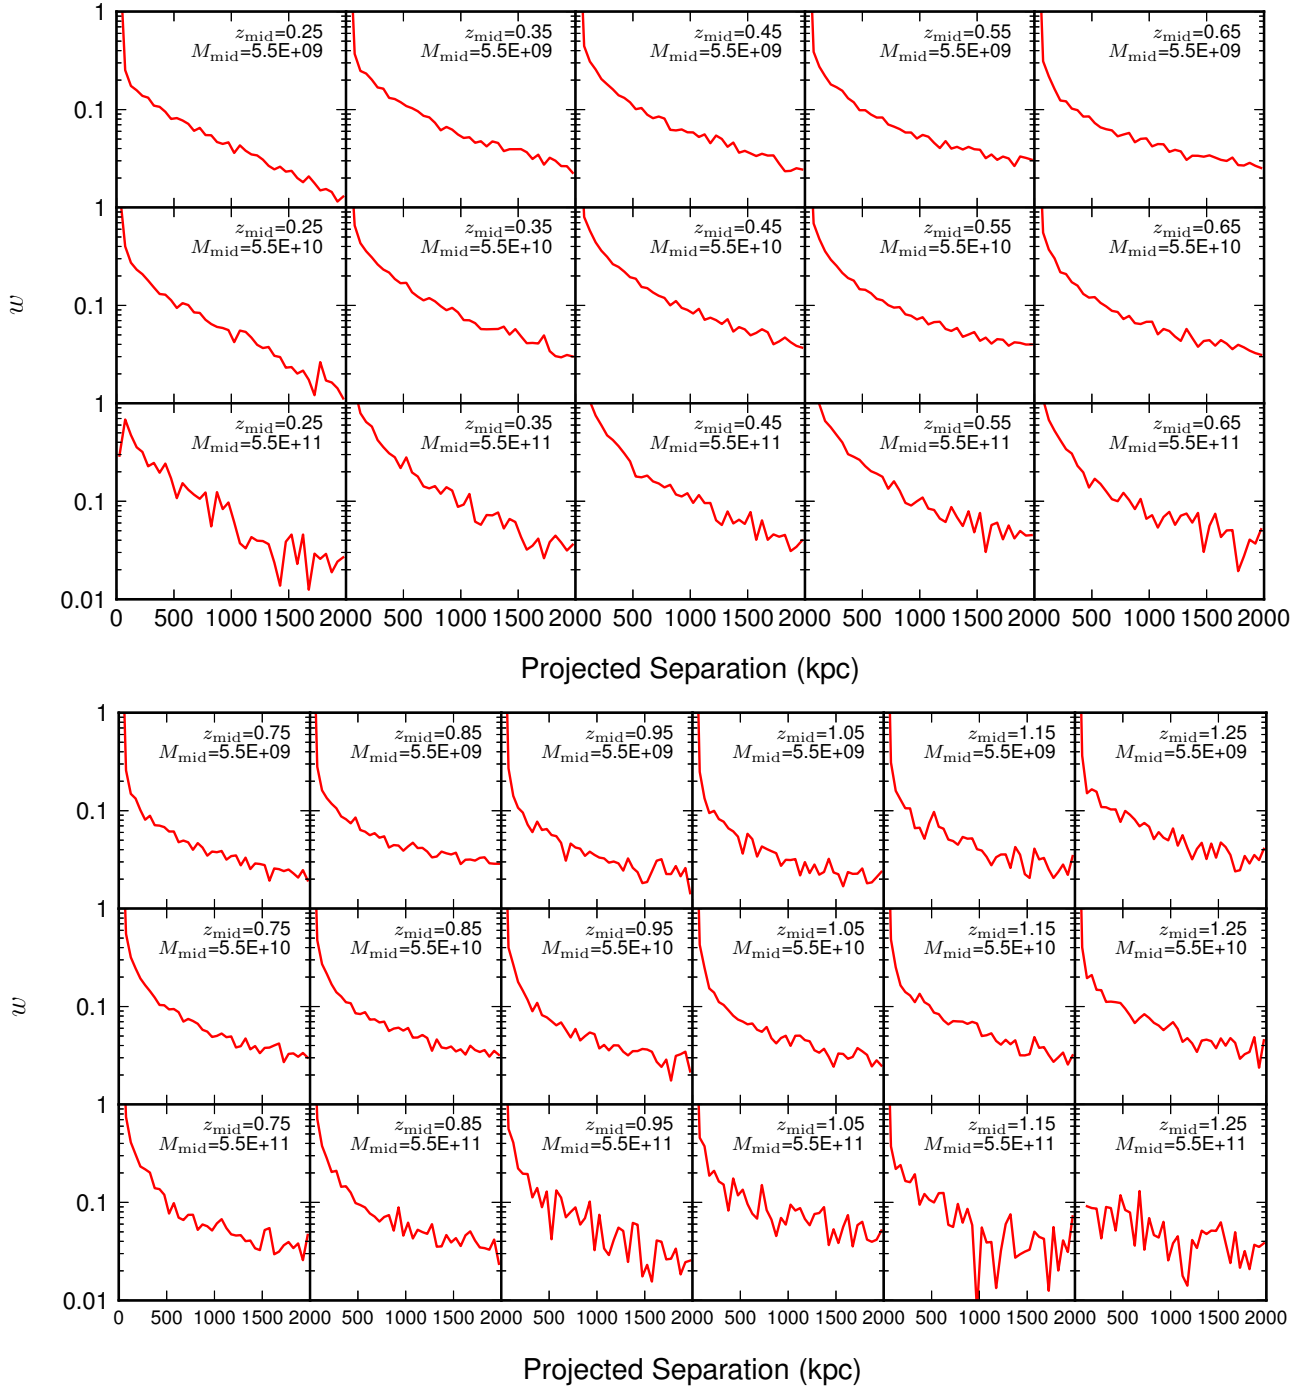 1
z_mid=0.25 z_mid=0.35 z_mid=0.45 z_mid=0.55 z_mid=0.65
M_mid=5.5E+09 M_mid=5.5E+09 M_mid=5.5E+09 M_mid=5.5E+09 M_mid=5.5E+09
0.1
1
z_mid=0.25 z_mid=0.35 z_mid=0.45 z_mid=0.55 z_mid=0.65
M_mid=5.5E+10 M_mid=5.5E+10 M_mid=5.5E+10 M_mid=5.5E+10 M_mid=5.5E+10
w
0.1
1
z_mid=0.25 z_mid=0.35 z_mid=0.45 z_mid=0.55 z_mid=0.65
M_mid=5.5E+11 M_mid=5.5E+11 M_mid=5.5E+11 M_mid=5.5E+11 M_mid=5.5E+11
0.1
0.01
0 500 1000 1500 2000 500 1000 1500 2000 500 1000 1500 2000 500 1000 1500 2000 500 1000 1500 2000
Projected Separation (kpc)
1
z_mid=0.75 z_mid=0.85 z_mid=0.95 z_mid=1.05 z_mid=1.15 z_mid=1.25
M_mid=5.5E+09 M_mid=5.5E+09 M_mid=5.5E+09 M_mid=5.5E+09 M_mid=5.5E+09 M_mid=5.5E+09
0.1
1
z_mid=0.75 z_mid=0.85 z_mid=0.95 z_mid=1.05 z_mid=1.15 z_mid=1.25
M_mid=5.5E+10 M_mid=5.5E+10 M_mid=5.5E+10 M_mid=5.5E+10 M_mid=5.5E+10 M_mid=5.5E+10
w
0.1
1
z_mid=0.75 z_mid=0.85 z_mid=0.95 z_mid=1.05 z_mid=1.15 z_mid=1.25
M_mid=5.5E+11 M_mid=5.5E+11 M_mid=5.5E+11 M_mid=5.5E+11 M_mid=5.5E+11 M_mid=5.5E+11
0.1
0.01
0 500 1000 1500 2000 500 1000 1500 2000 500 1000 1500 2000 500 1000 1500 2000 500 1000 1500 2000 500 1000 1500 2000
Projected Separation (kpc)